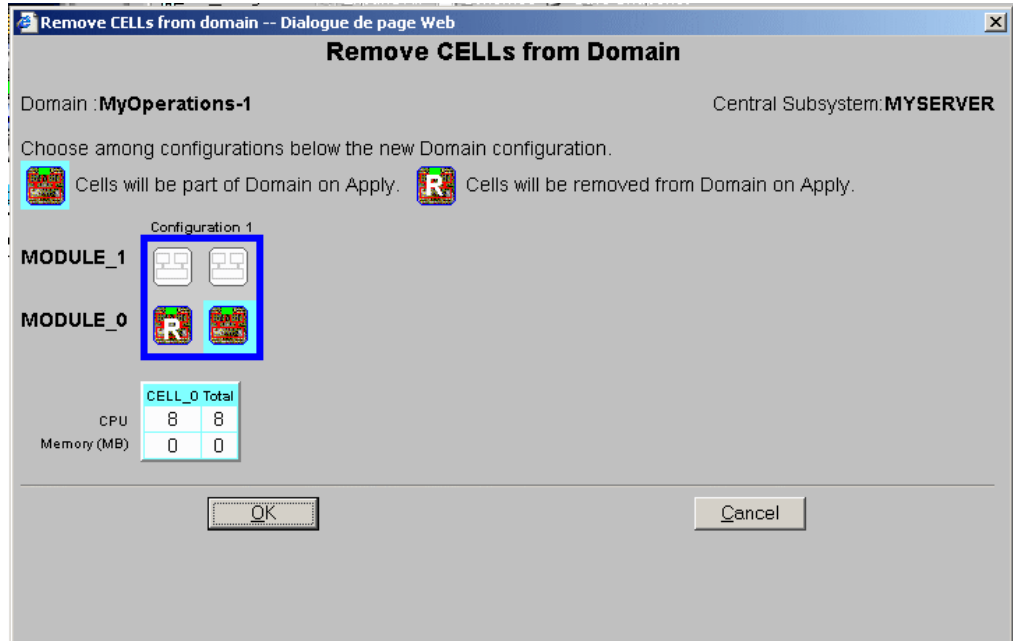 Remove CELLs from domain -- Dialogue de page Web
Remove CELLs from Domain
Domain :MyOperations-1 Central Subsystem:MYSERVER
Choose among configurations below the new Domain configuration.
Cells will be part of Domain on Apply. R Cells will be removed from Domain on Apply.
Configuration 1
MODULE_1
MODULE_0 R
CELL_0 Total
CPU 8 8
Memory (MB) 0 0
OK Cancel